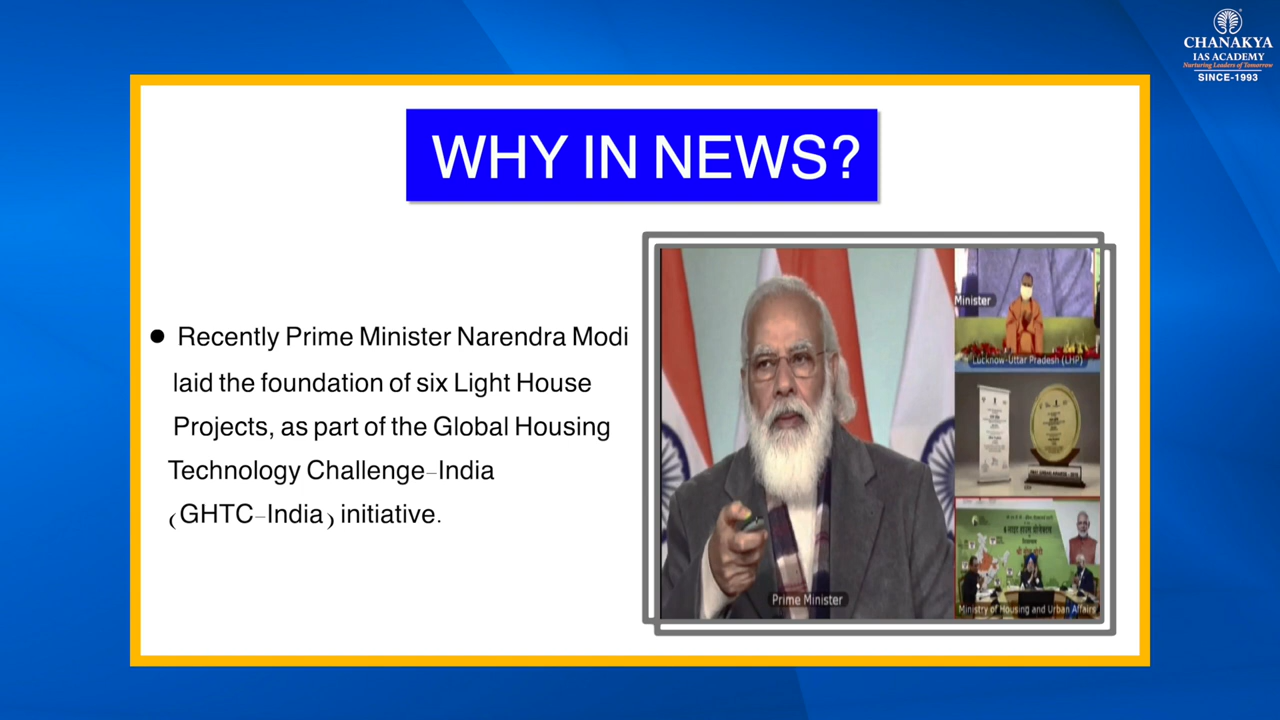 CHANAKYA
IAS ACADEMY
Nurturing Leaders of Tomorrow
SINCE-1993
WHY IN NEWS?
● Recently Prime Minister Narendra Modi
laid the foundation of six Light House
Projects, as part of the Global Housing
Technology Challenge–India
(GHTC–India) initiative.
Minister
Lucknow-Uttar Pradesh (LHP)
Prime Minister
Ministry of Housing and Urban Affairs